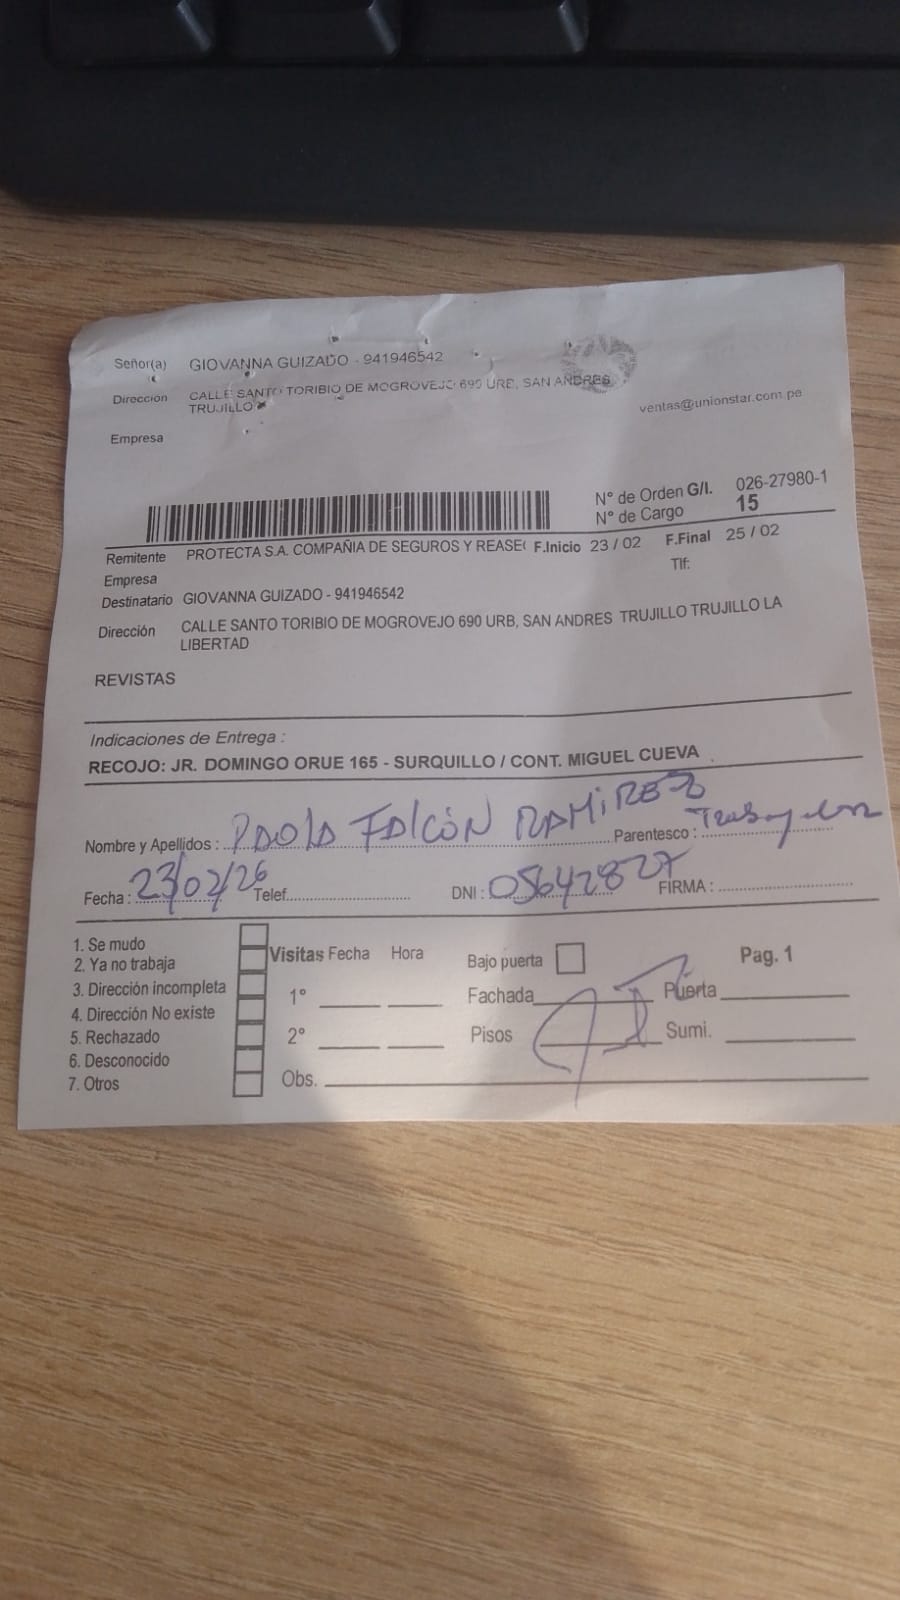 Señor(a) GIOVANNA GUIZADO - 941946542
Dirección CALLE SANTO TORIBIO DE MOGROVEJO 690 URB, SAN ANDRES
TRUJILLO
ventas@unionstar.com.pe
Empresa
N° de Orden G/I. 026-27980-1
N° de Cargo 15
Remitente PROTECTA S.A. COMPAÑIA DE SEGUROS Y REASE( F.Inicio 23 / 02 F.Final 25 / 02
Empresa Tlf:
Destinatario GIOVANNA GUIZADO - 941946542
Dirección CALLE SANTO TORIBIO DE MOGROVEJO 690 URB, SAN ANDRES TRUJILLO TRUJILLO LA
LIBERTAD
REVISTAS
Indicaciones de Entrega :
RECOJO: JR. DOMINGO ORUE 165 - SURQUILLO / CONT. MIGUEL CUEVA
Nombre y Apellidos : PAOLA FALCÓN RAMIREZ Parentesco :
Fecha : 23/02/26 Telef. DNI : 05642827 FIRMA :
1. Se mudo
2. Ya no trabaja
3. Dirección incompleta
4. Dirección No existe
5. Rechazado
6. Desconocido
7. Otros
Visitas Fecha Hora
1°
2°
Obs.
Bajo puerta Pag. 1
Fachada Puerta
Pisos Sumi.